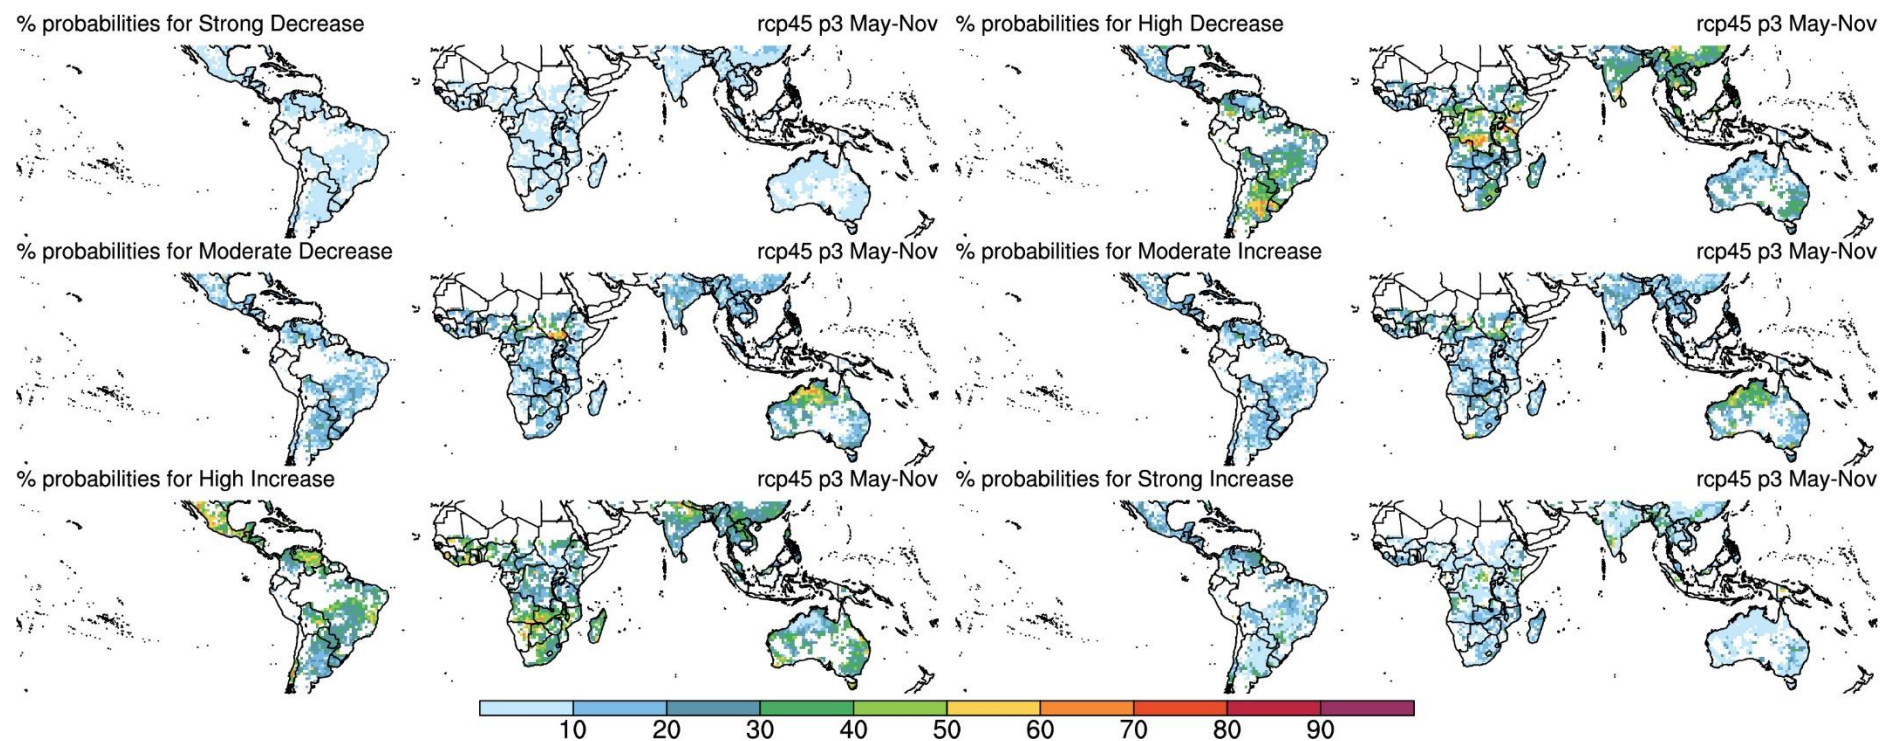 % probabilities for Strong Decrease rcp45 p3 May-Nov
% probabilities for High Decrease rcp45 p3 May-Nov
% probabilities for Moderate Decrease rcp45 p3 May-Nov
% probabilities for Moderate Increase rcp45 p3 May-Nov
% probabilities for High Increase rcp45 p3 May-Nov
% probabilities for Strong Increase rcp45 p3 May-Nov
10 20 30 40 50 60 70 80 90